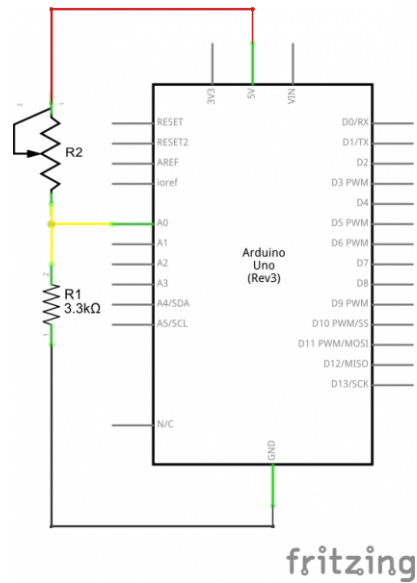 3V3
5V
VIN
RESET
RESET2
AREF
ioref
A0
A1
A2
A3
A4/SDA
A5/SCL
N/C
D0/RX
D1/TX
D2
D3 PWM
D4
D5 PWM
D6 PWM
D7
D8
D9 PWM
D10 PWM/SS
D11 PWM/MOSI
D12/MISO
D13/SCK
Arduino
Uno
(Rev3)
GND
R2
2
R1
3.3kΩ
1
fritzing